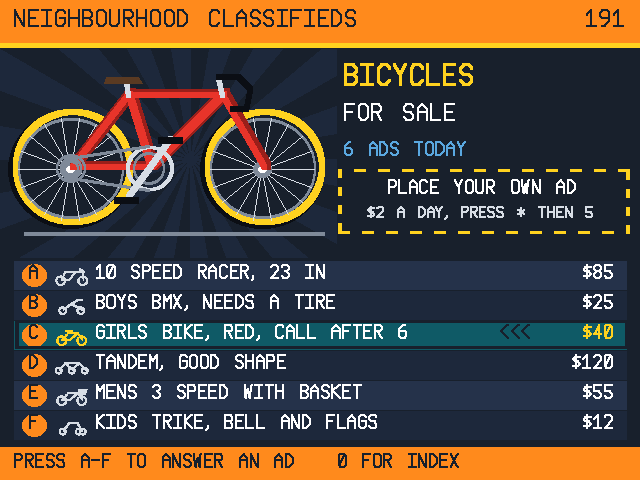 NEIGHBOURHOOD CLASSIFIEDS 191
BICYCLES
FOR SALE
6 ADS TODAY
PLACE YOUR OWN AD
$2 A DAY, PRESS * THEN 5
A 10 SPEED RACER, 23 IN $85
B BOYS BMX, NEEDS A TIRE $25
C GIRLS BIKE, RED, CALL AFTER 6 <<< $40
D TANDEM, GOOD SHAPE $120
E MENS 3 SPEED WITH BASKET $55
F KIDS TRIKE, BELL AND FLAGS $12
PRESS A-F TO ANSWER AN AD 0 FOR INDEX